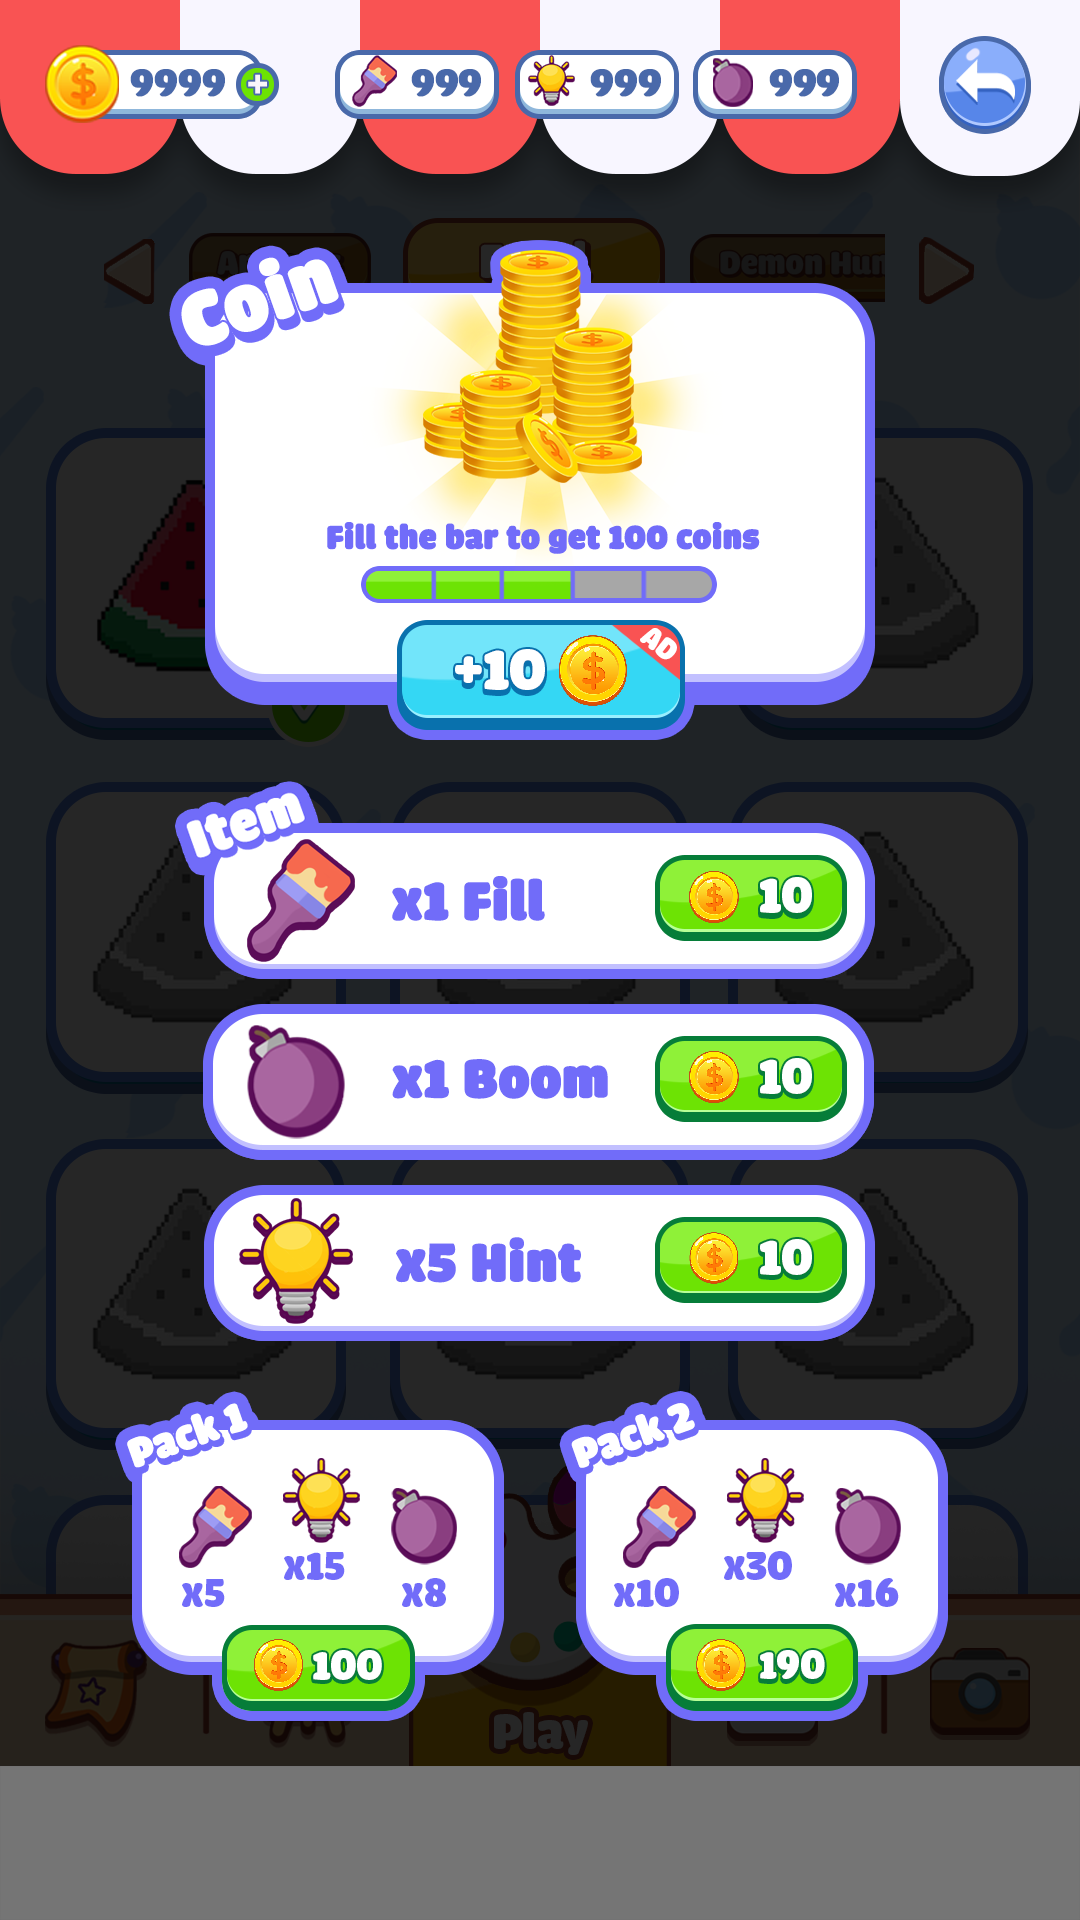 9999
999
999
999
Demon Hun
Coin
Fill the bar to get 100 coins
+10
AD
Item
x1 Fill
10
x1 Boom
10
x5 Hint
10
Pack 1
Pack 2
x5
x15
x8
x10
x30
x16
100
190
Play